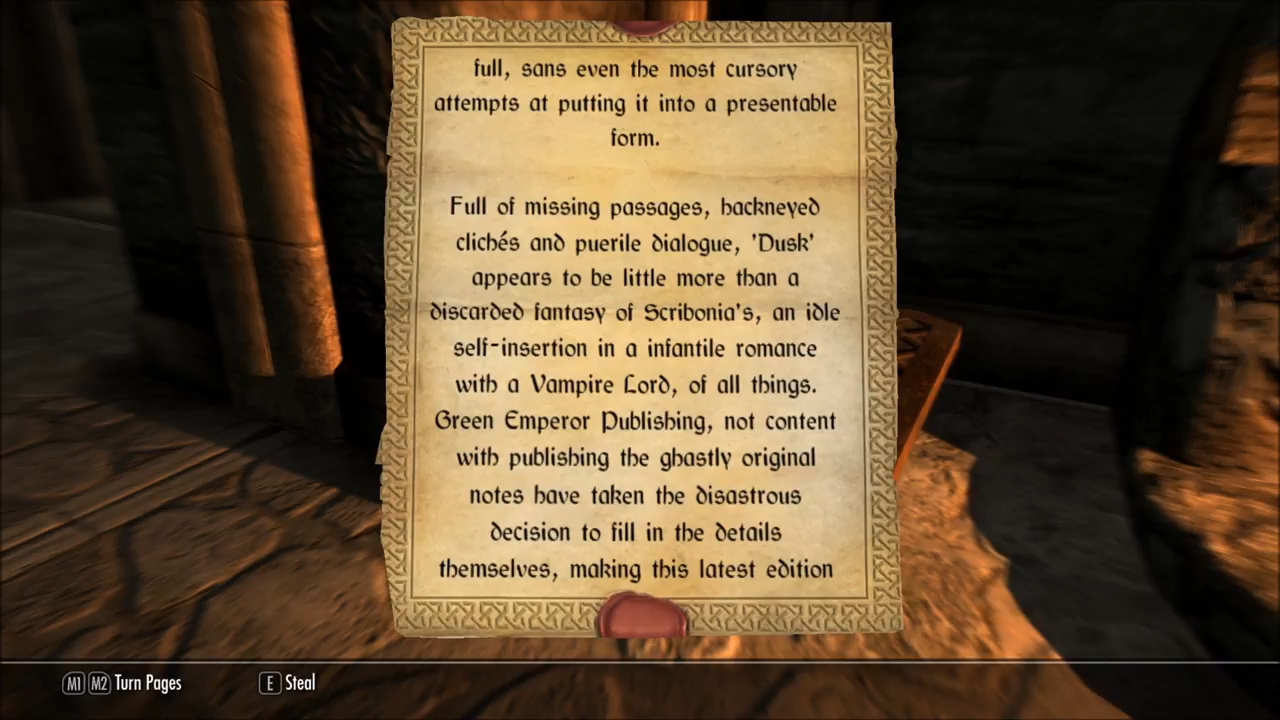 full, sans even the most cursory
attempts at putting it into a presentable
form.
Full of missing passages, hackneyed
clichés and puerile dialogue, 'Dusk'
appears to be little more than a
discarded fantasy of Scribonia's, an idle
self-insertion in a infantile romance
with a Vampire Lord, of all things.
Green Emperor Publishing, not content
with publishing the ghastly original
notes have taken the disastrous
decision to fill in the details
themselves, making this latest edition
M1 M2 Turn Pages E Steal